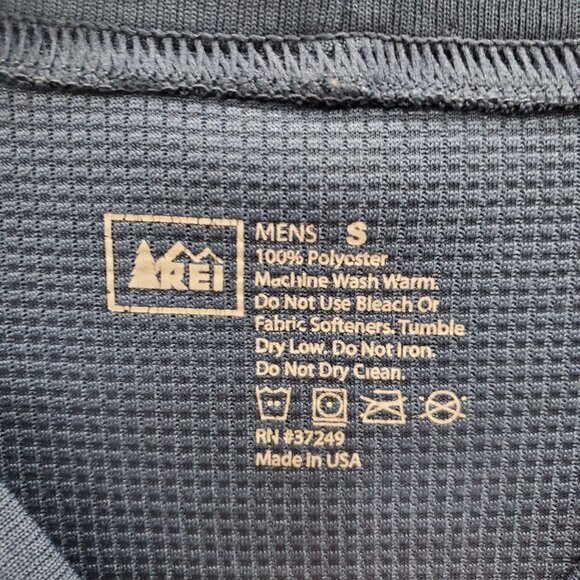 REI
MENS S
100% Polyester
Machine Wash Warm.
Do Not Use Bleach Or
Fabric Softeners. Tumble
Dry Low. Do Not Iron.
Do Not Dry Clean.
RN #37249
Made In USA